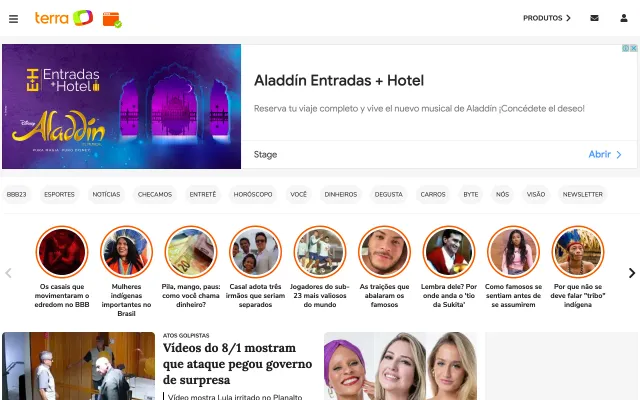 terra
PRODUTOS
Entradas
+Hotel
E+H
Disney
Aladdín
EL MUSICAL
Aladdín Entradas + Hotel
Reserva tu viaje completo y vive el nuevo musical de Aladdín ¡Concédete el deseo!
Stage
Abrir
BBB23
ESPORTES
NOTÍCIAS
CHECAMOS
ENTRETÊ
HORÓSCOPO
VOCÊ
DINHEIROS
DEGUSTA
CARROS
BYTE
NÓS
VISÃO
NEWSLETTER
Os casais que
movimentaram o
edredom no BBB
Mulheres
indígenas
importantes no
Brasil
Pila, mango, paus:
como você chama
dinheiro?
Casal adota três
irmãos que seriam
separados
Jogadores do sub-
23 mais valiosos
do mundo
As traições que
abalaram os
famosos
Lembra dele? Por
onde anda o 'tio
da Sukita'
Como famosos se
sentiam antes de
se assumirem
Por que não se
deve falar "tribo"
indígena
ATOS GOLPISTAS
Vídeos do 8/1 mostram
que ataque pegou governo
de surpresa
Vídeo mostra Lula irritado no Planalto